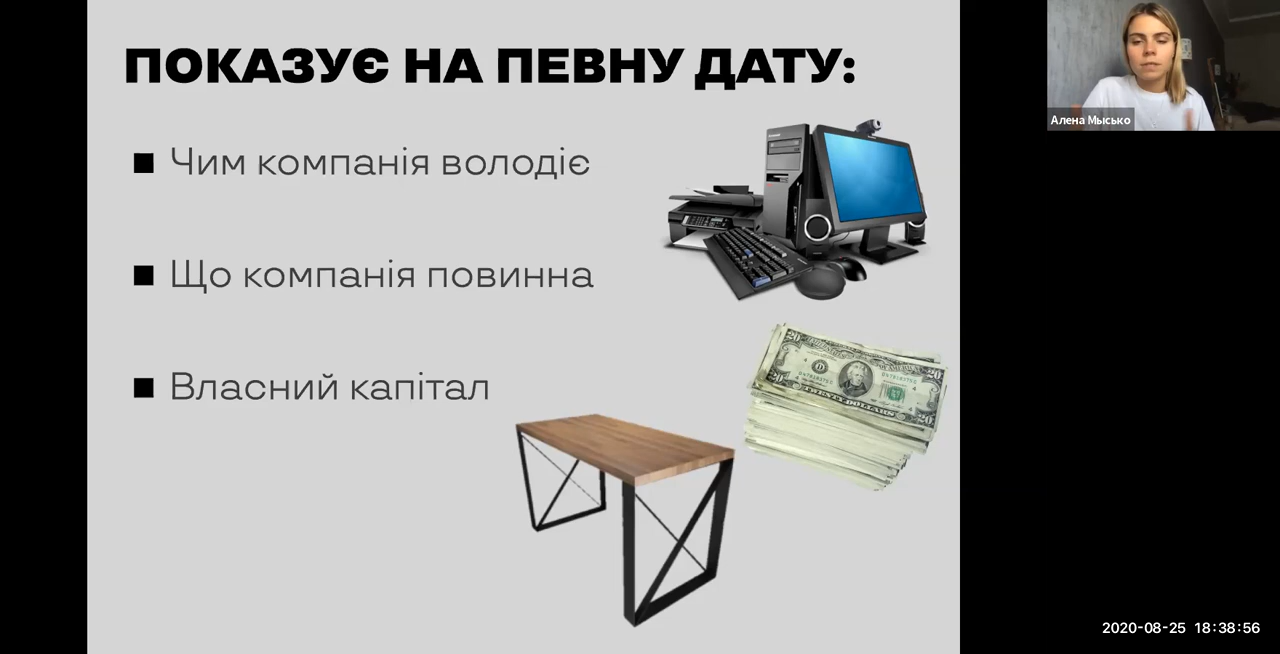 ПОКАЗУЄ НА ПЕВНУ ДАТУ:
Чим компанія володіє
Що компанія повинна
Власний капітал
Алена Мысько
2020-08-25 18:38:56